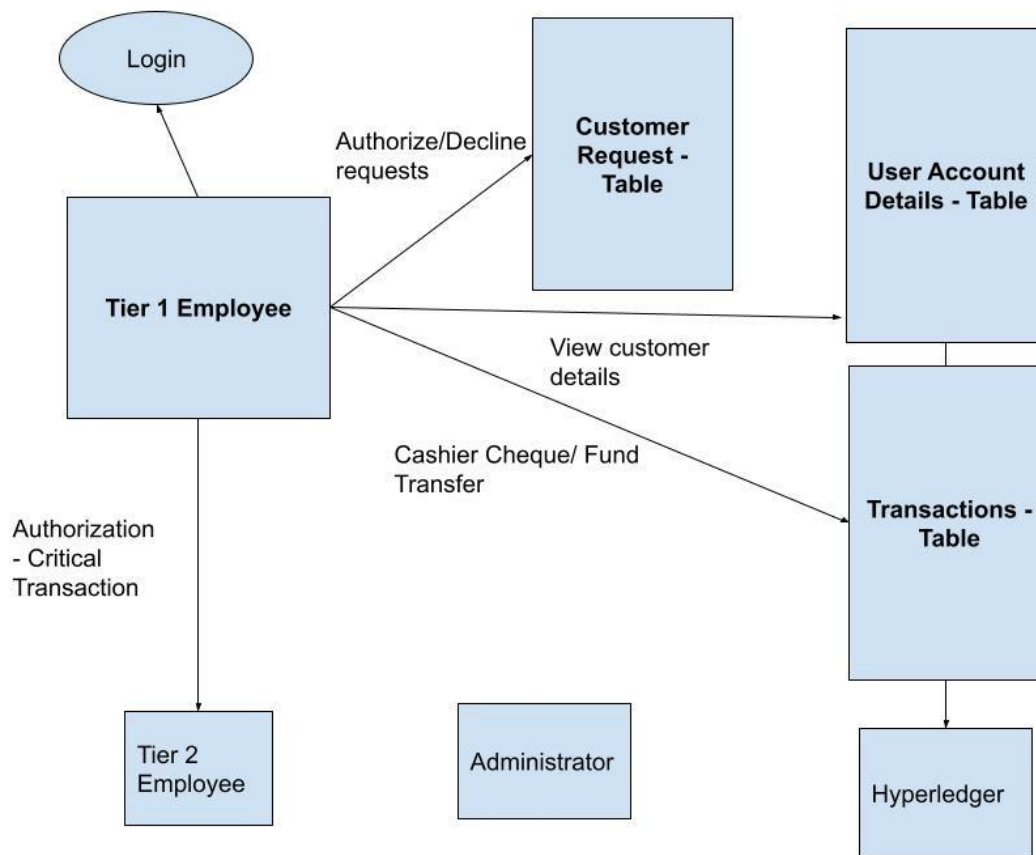 Login
Authorize/Decline
requests
Customer
Request -
Table
User Account
Details - Table
Tier 1 Employee
View customer
details
Cashier Cheque/ Fund
Transfer
Transactions -
Table
Authorization
- Critical
Transaction
Tier 2
Employee
Administrator
Hyperledger